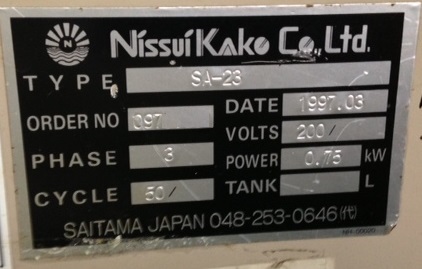 N Nissui Kako Co., Ltd.
TYPE SA-23
ORDER NO 097 DATE 1997.03
VOLTS 200/
PHASE 3 POWER 0.75 kW
CYCLE 50/ TANK L
SAITAMA JAPAN 048-253-0646(代)